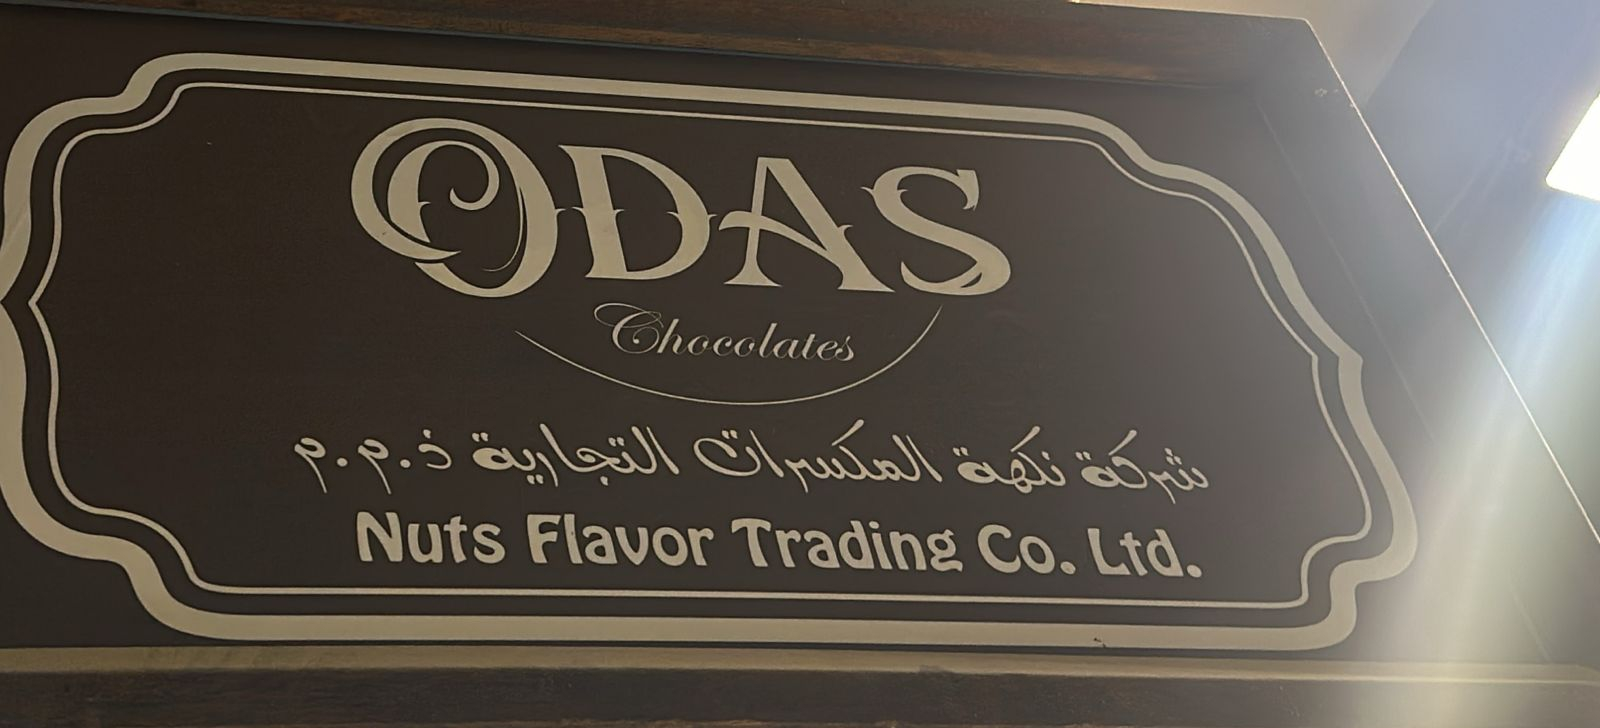 ODAS
Chocolates
شركة نكهة المكسرات التجارية ذ.م.م
Nuts Flavor Trading Co. Ltd.